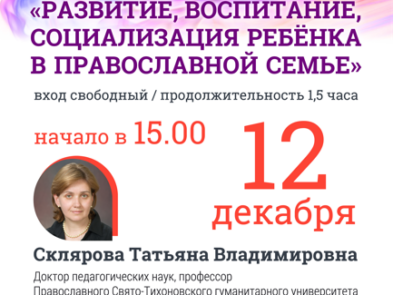 «РАЗВИТИЕ, ВОСПИТАНИЕ,
СОЦИАЛИЗАЦИЯ РЕБЁНКА
В ПРАВОСЛАВНОЙ СЕМЬЕ»
вход свободный / продолжительность 1,5 часа
начало в 15.00
12
декабря
Склярова Татьяна Владимировна
Доктор педагогических наук, профессор
Православного Свято-Тихоновского гуманитарного университета